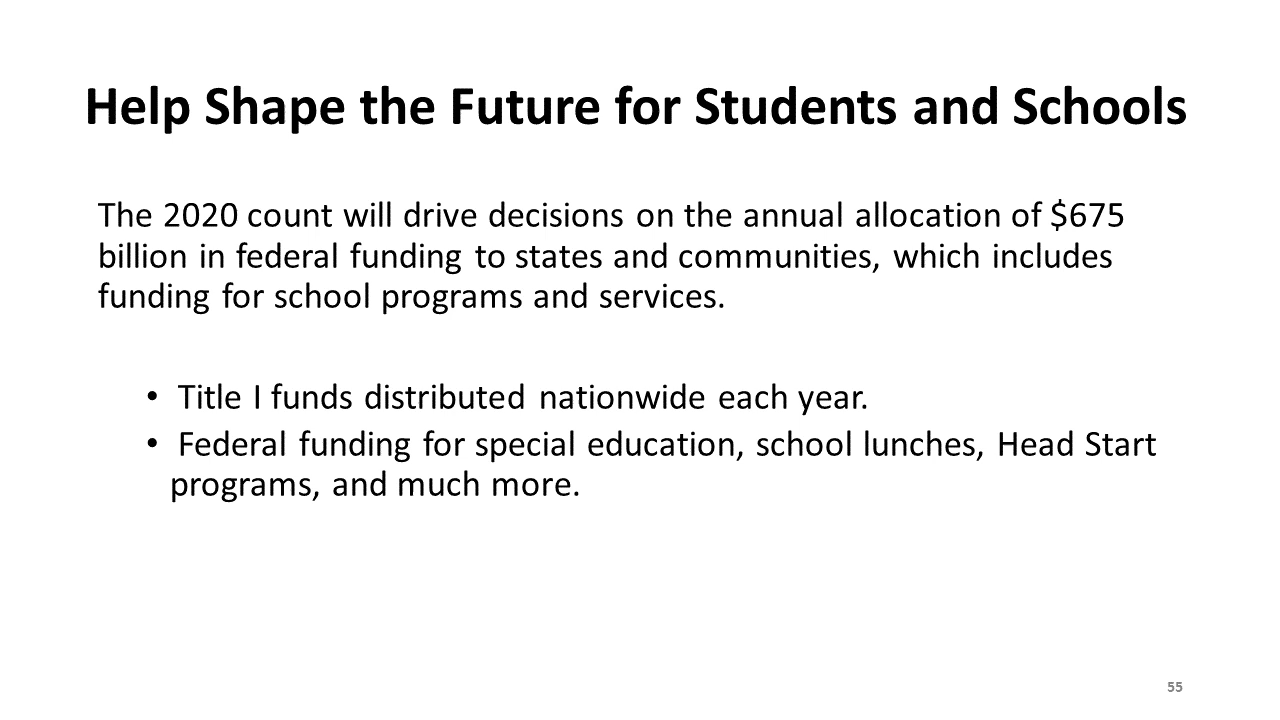 Help Shape the Future for Students and Schools
The 2020 count will drive decisions on the annual allocation of $675
billion in federal funding to states and communities, which includes
funding for school programs and services.
• Title I funds distributed nationwide each year.
• Federal funding for special education, school lunches, Head Start
programs, and much more.
55